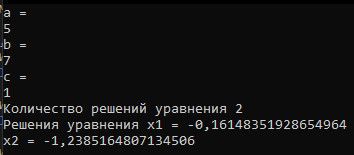 a =
5
b =
7
c =
1
Количество решений уравнения 2
Решения уравнения x1 = -0,16148351928654964
x2 = -1,2385164807134506